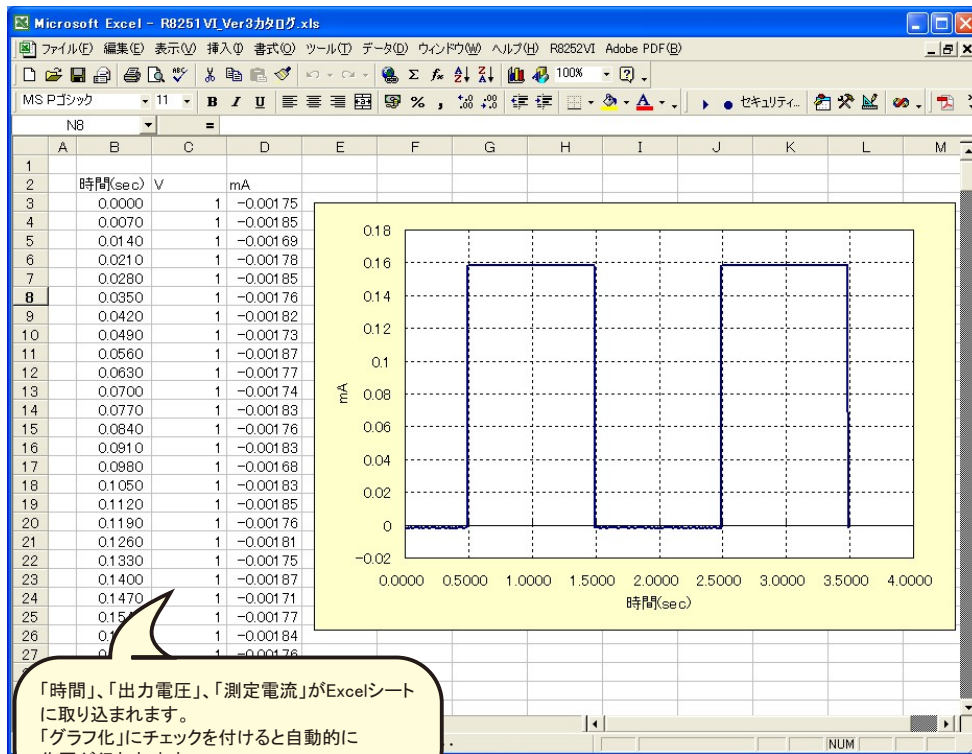 Microsoft Excel - R8251VI_Ver3カタログ.xls
ファイル(F) 編集(E) 表示(V) 挿入(I) 書式(O) ツール(T) データ(D) ウィンドウ(W) ヘルプ(H) R8252VI Adobe PDF(B)
100%
MS Pゴシック 11 B I U % , セキュリティ...
N8 =
A B C D E F G H I J K L M
1
2 時間(sec) V mA
3 0.0000 1 -0.00175
4 0.0070 1 -0.00185
5 0.0140 1 -0.00169
6 0.0210 1 -0.00178
7 0.0280 1 -0.00185
8 0.0350 1 -0.00176
9 0.0420 1 -0.00182
10 0.0490 1 -0.00173
11 0.0560 1 -0.00187
12 0.0630 1 -0.00177
13 0.0700 1 -0.00174
14 0.0770 1 -0.00183
15 0.0840 1 -0.00176
16 0.0910 1 -0.00183
17 0.0980 1 -0.00168
18 0.1050 1 -0.00183
19 0.1120 1 -0.00185
20 0.1190 1 -0.00176
21 0.1260 1 -0.00181
22 0.1330 1 -0.00175
23 0.1400 1 -0.00187
24 0.1470 1 -0.00171
25 1 -0.00177
26 1 -0.00184
27 1 -0.00176
0.18
0.16
0.14
0.12
0.1
0.08
0.06
0.04
0.02
0
-0.02
mA
0.0000 0.5000 1.0000 1.5000 2.0000 2.5000 3.0000 3.5000 4.0000
時間(sec)
「時間」、「出力電圧」、「測定電流」がExcelシート
に取り込まれます。
「グラフ化」にチェックを付けると自動的に
NUM